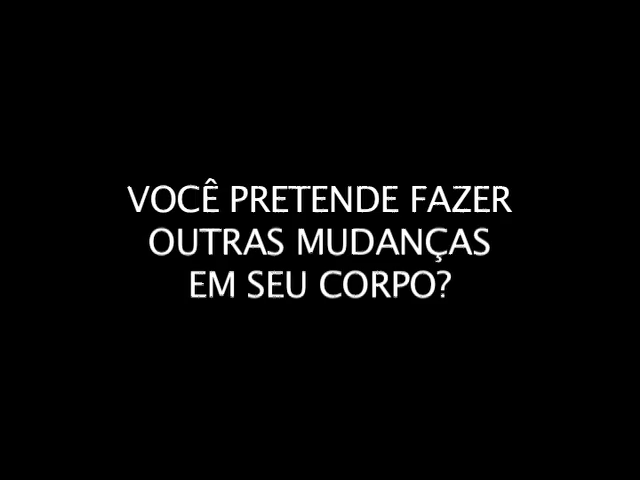 VOCÊ PRETENDE FAZER
OUTRAS MUDANÇAS
EM SEU CORPO?